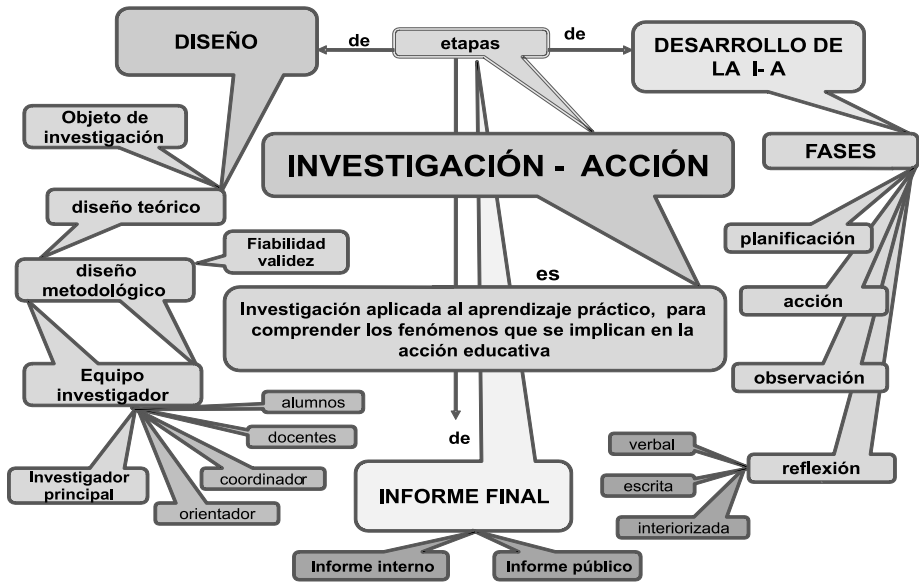 DISEÑO
de
etapas
de
DESARROLLO DE
LA I- A
Objeto de
investigación
INVESTIGACIÓN - ACCIÓN
FASES
diseño teórico
planificación
Fiabilidad
validez
diseño
metodológico
es
acción
Investigación aplicada al aprendizaje práctico, para
comprender los fenómenos que se implican en la
acción educativa
Equipo
investigador
observación
alumnos
docentes
de
verbal
Investigador
principal
coordinador
orientador
INFORME FINAL
escrita
reflexión
interiorizada
Informe interno
Informe público